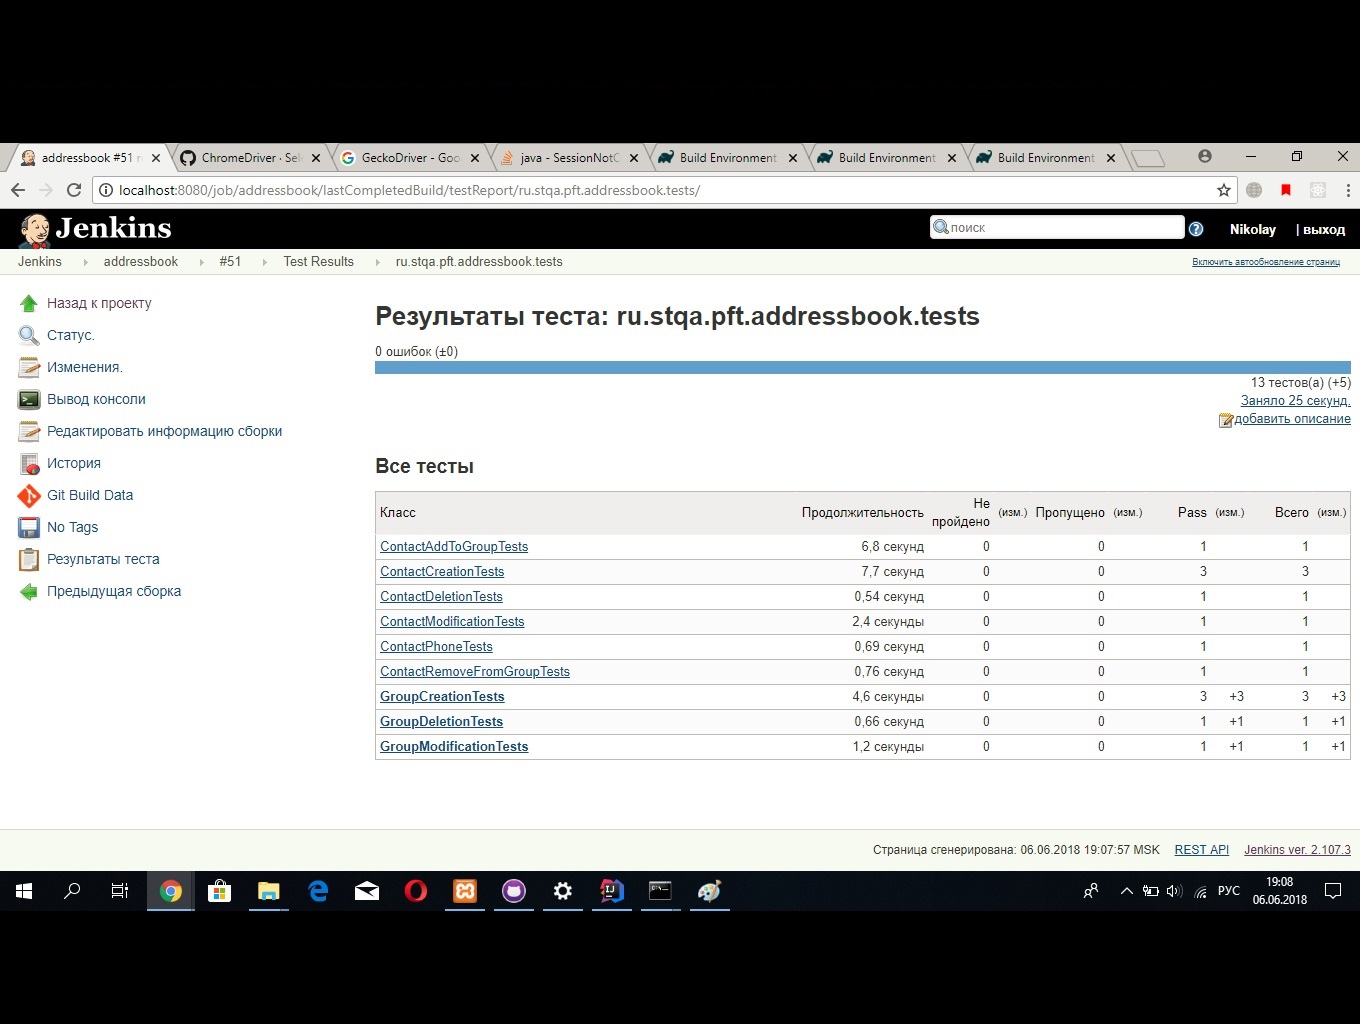 addressbook #51
ChromeDriver · Sel
GeckoDriver - Goo
java - SessionNotC
Build Environment
Build Environment
Build Environment
localhost:8080/job/addressbook/lastCompletedBuild/testReport/ru.stqa.pft.addressbook.tests/
Jenkins
поиск
Nikolay
| выход
Jenkins addressbook #51 Test Results ru.stqa.pft.addressbook.tests
Включить автообновление страниц
Назад к проекту
Статус.
Изменения.
Вывод консоли
Редактировать информацию сборки
История
Git Build Data
No Tags
Результаты теста
Предыдущая сборка
Результаты теста: ru.stqa.pft.addressbook.tests
0 ошибок (±0)
13 тестов(а) (+5)
Заняло 25 секунд.
добавить описание
Все тесты
Класс Продолжительность Не пройдено (изм.) Пропущено (изм.) Pass (изм.) Всего (изм.)
ContactAddToGroupTests 6,8 секунд 0 0 1 1
ContactCreationTests 7,7 секунд 0 0 3 3
ContactDeletionTests 0,54 секунд 0 0 1 1
ContactModificationTests 2,4 секунды 0 0 1 1
ContactPhoneTests 0,69 секунд 0 0 1 1
ContactRemoveFromGroupTests 0,76 секунд 0 0 1 1
GroupCreationTests 4,6 секунды 0 0 3 +3 3 +3
GroupDeletionTests 0,66 секунд 0 0 1 +1 1 +1
GroupModificationTests 1,2 секунды 0 0 1 +1 1 +1
Страница сгенерирована: 06.06.2018 19:07:57 MSK REST API Jenkins ver. 2.107.3
РУС
19:08
06.06.2018